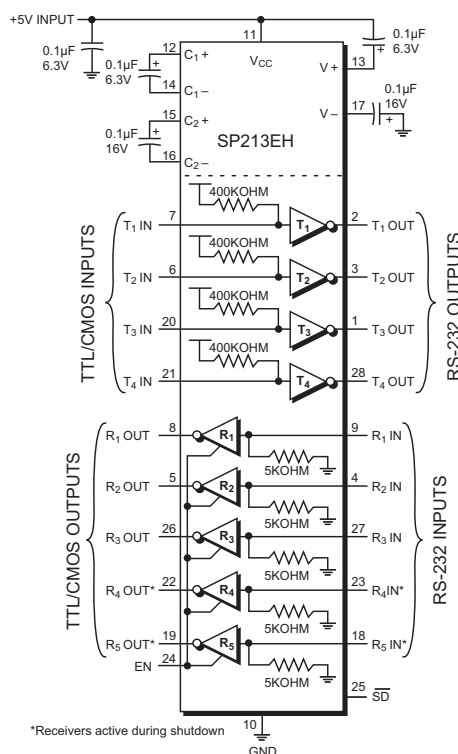 +5V INPUT
0.1µF
6.3V
11
VCC
0.1µF
6.3V
12
C1+
0.1µF
6.3V
14
C1–
V+
13
15
C2+
0.1µF
16V
16
C2–
V–
17
0.1µF
16V
SP213EH
400KOHM
T1 IN
7
T1
2
T1 OUT
400KOHM
T2 IN
6
T2
3
T2 OUT
400KOHM
T3 IN
20
T3
1
T3 OUT
400KOHM
T4 IN
21
T4
28
T4 OUT
TTL/CMOS INPUTS
RS-232 OUTPUTS
R1 OUT
8
R1
9
R1 IN
5KOHM
R2 OUT
5
R2
4
R2 IN
5KOHM
R3 OUT
26
R3
27
R3 IN
5KOHM
R4 OUT*
22
R4
23
R4IN*
5KOHM
R5 OUT*
19
R5
18
R5 IN*
5KOHM
EN
24
TTL/CMOS OUTPUTS
RS-232 INPUTS
25
SD
*Receivers active during shutdown
10
GND